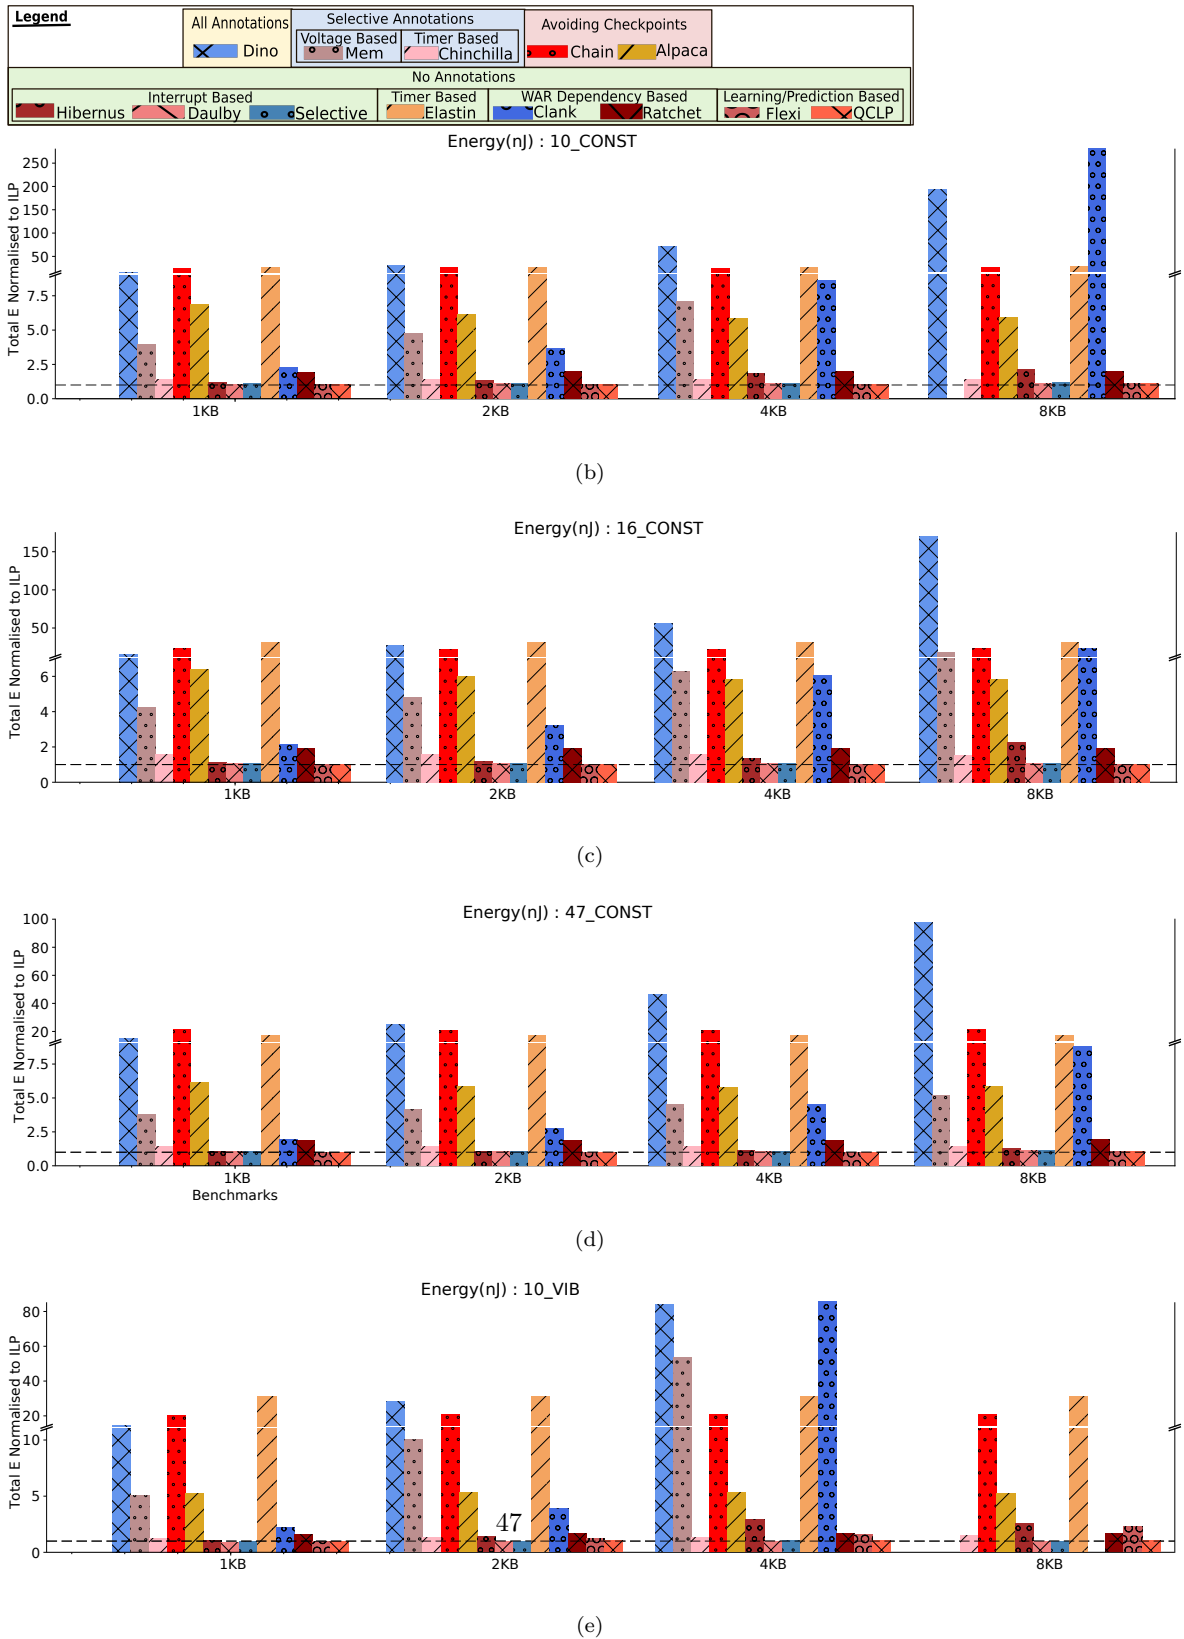 Legend
All Annotations
Dino
Selective Annotations
Voltage Based
Mem
Timer Based
Chinchilla
Avoiding Checkpoints
Chain
Alpaca
No Annotations
Interrupt Based
Hibernus
Daulby
Selective
Timer Based
Elastin
WAR Dependency Based
Clank
Ratchet
Learning/Prediction Based
Flexi
QCLP
Energy(nJ) : 10_CONST
Total E Normalised to ILP
250
200
150
100
50
7.5
5.0
2.5
0.0
1KB
2KB
4KB
8KB
(b)
Energy(nJ) : 16_CONST
Total E Normalised to ILP
150
100
50
6
4
2
0
1KB
2KB
4KB
8KB
(c)
Energy(nJ) : 47_CONST
Total E Normalised to ILP
100
80
60
40
20
7.5
5.0
2.5
0.0
1KB
2KB
4KB
8KB
Benchmarks
(d)
Energy(nJ) : 10_VIB
Total E Normalised to ILP
80
60
40
20
10
5
0
47
1KB
2KB
4KB
8KB
(e)